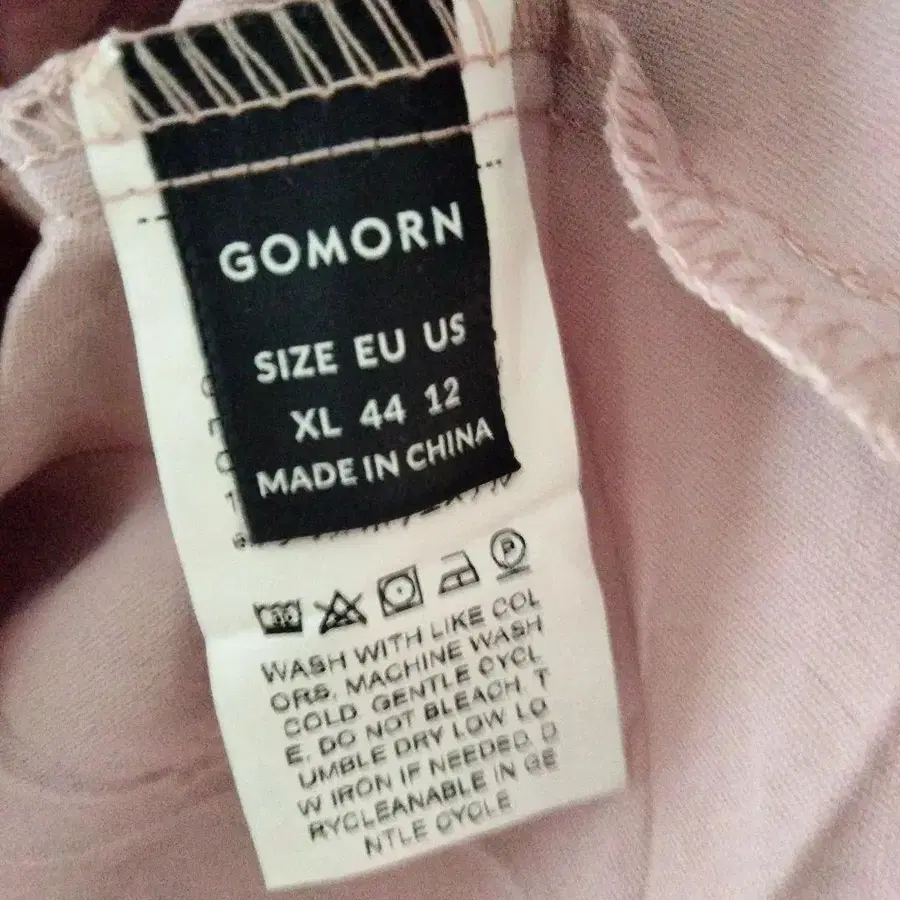 GOMORN
SIZE EU US
XL 44 12
MADE IN CHINA
30
P
WASH WITH LIKE COL
ORS. MACHINE WASH
COLD GENTLE CYCL
E. DO NOT BLEACH. T
UMBLE DRY LOW LO
W IRON IF NEEDED. D
RYCLEANABLE IN GE
NTLE CYCLE